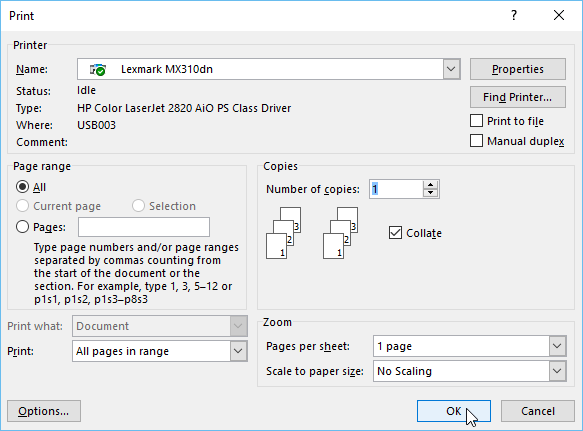 Print
Printer
Name: Lexmark MX310dn Properties
Status: Idle
Find Printer...
Type: HP Color LaserJet 2820 AiO PS Class Driver
Where: USB003
Print to file
Comment:
Manual duplex
Page range
All
Current page Selection
Pages:
Type page numbers and/or page ranges
separated by commas counting from
the start of the document or the
section. For example, type 1, 3, 5–12 or
p1s1, p1s2, p1s3–p8s3
Copies
Number of copies: 1
3 3
2 2
1 1
Collate
Print what: Document
Print: All pages in range
Zoom
Pages per sheet: 1 page
Scale to paper size: No Scaling
Options... OK Cancel